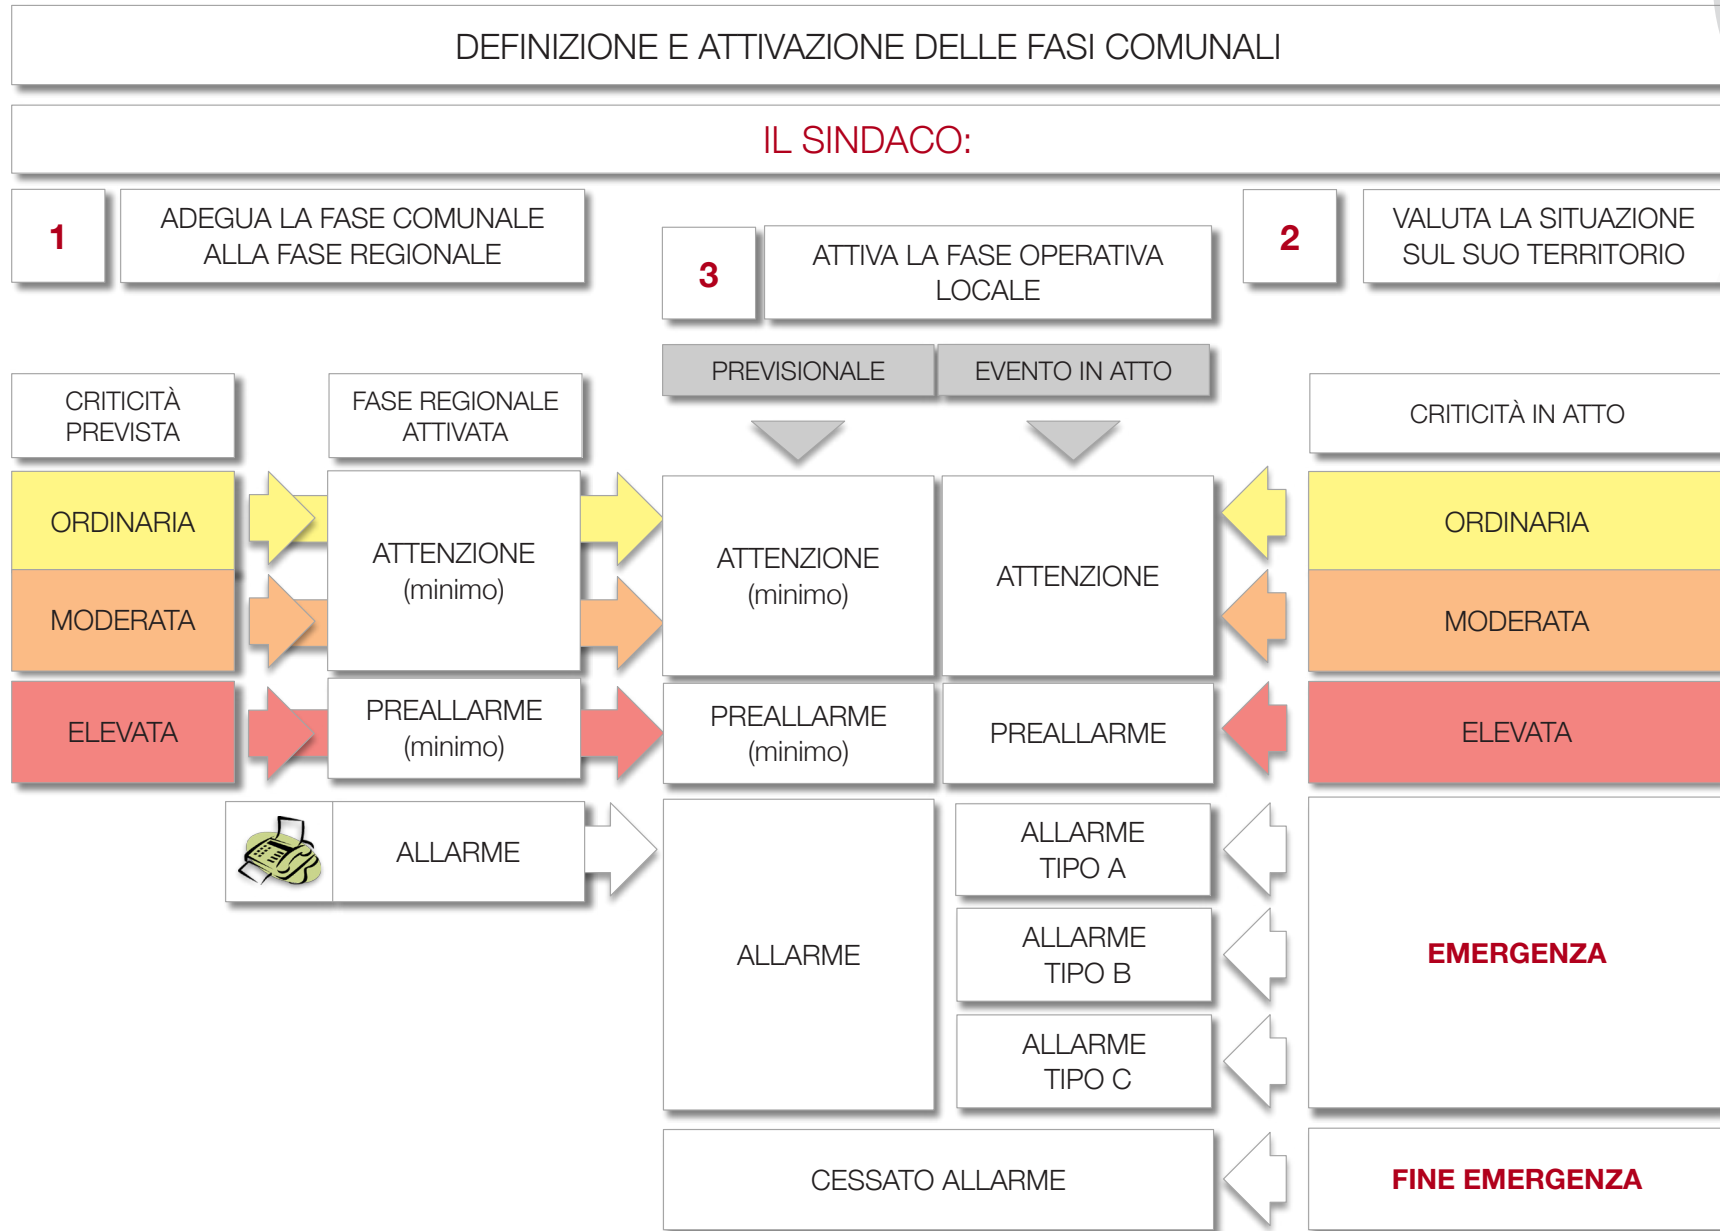 DEFINIZIONE E ATTIVAZIONE DELLE FASI COMUNALI
IL SINDACO:
1
ADEGUA LA FASE COMUNALE
ALLA FASE REGIONALE
3
ATTIVA LA FASE OPERATIVA
LOCALE
2
VALUTA LA SITUAZIONE
SUL SUO TERRITORIO
PREVISIONALE
EVENTO IN ATTO
CRITICITÀ
PREVISTA
FASE REGIONALE
ATTIVATA
CRITICITÀ IN ATTO
ORDINARIA
MODERATA
ATTENZIONE
(minimo)
ATTENZIONE
(minimo)
ATTENZIONE
ORDINARIA
MODERATA
ELEVATA
PREALLARME
(minimo)
PREALLARME
(minimo)
PREALLARME
ELEVATA
ALLARME
ALLARME
ALLARME
TIPO A
ALLARME
TIPO B
ALLARME
TIPO C
EMERGENZA
CESSATO ALLARME
FINE EMERGENZA